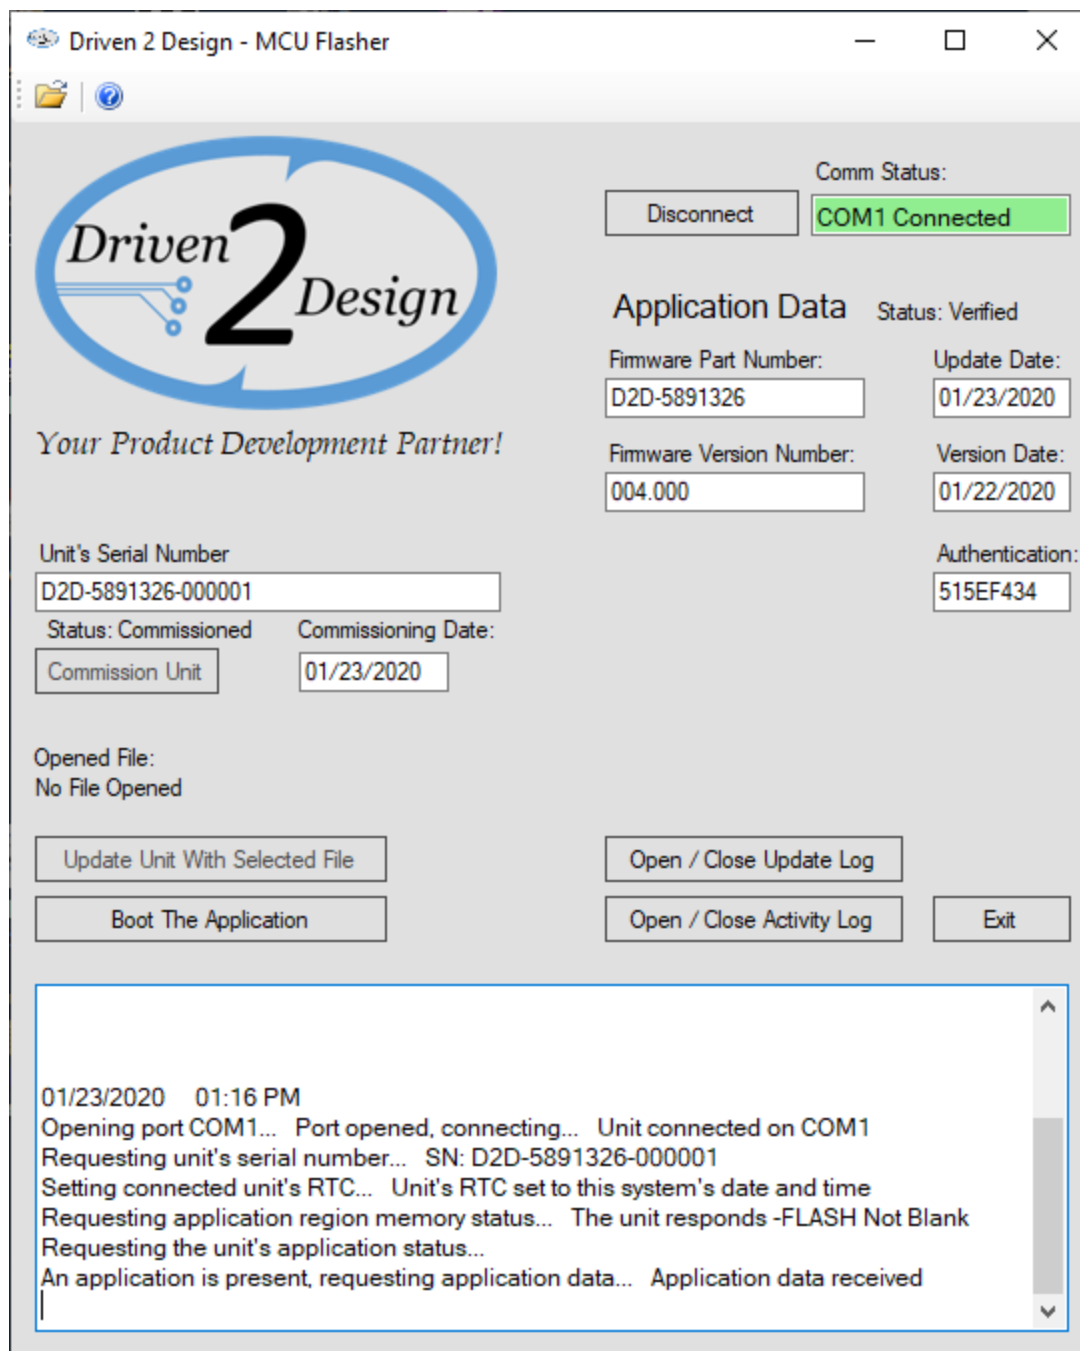 Driven 2 Design - MCU Flasher
Driven 2 Design
Your Product Development Partner!
Comm Status:
Disconnect
COM1 Connected
Application Data
Status: Verified
Firmware Part Number:
Update Date:
D2D-5891326
01/23/2020
Firmware Version Number:
Version Date:
004.000
01/22/2020
Unit's Serial Number
Authentication:
D2D-5891326-000001
515EF434
Status: Commissioned
Commissioning Date:
Commission Unit
01/23/2020
Opened File:
No File Opened
Update Unit With Selected File
Open / Close Update Log
Boot The Application
Open / Close Activity Log
Exit
01/23/2020 01:16 PM
Opening port COM1... Port opened, connecting... Unit connected on COM1
Requesting unit's serial number... SN: D2D-5891326-000001
Setting connected unit's RTC... Unit's RTC set to this system's date and time
Requesting application region memory status... The unit responds -FLASH Not Blank
Requesting the unit's application status...
An application is present, requesting application data... Application data received